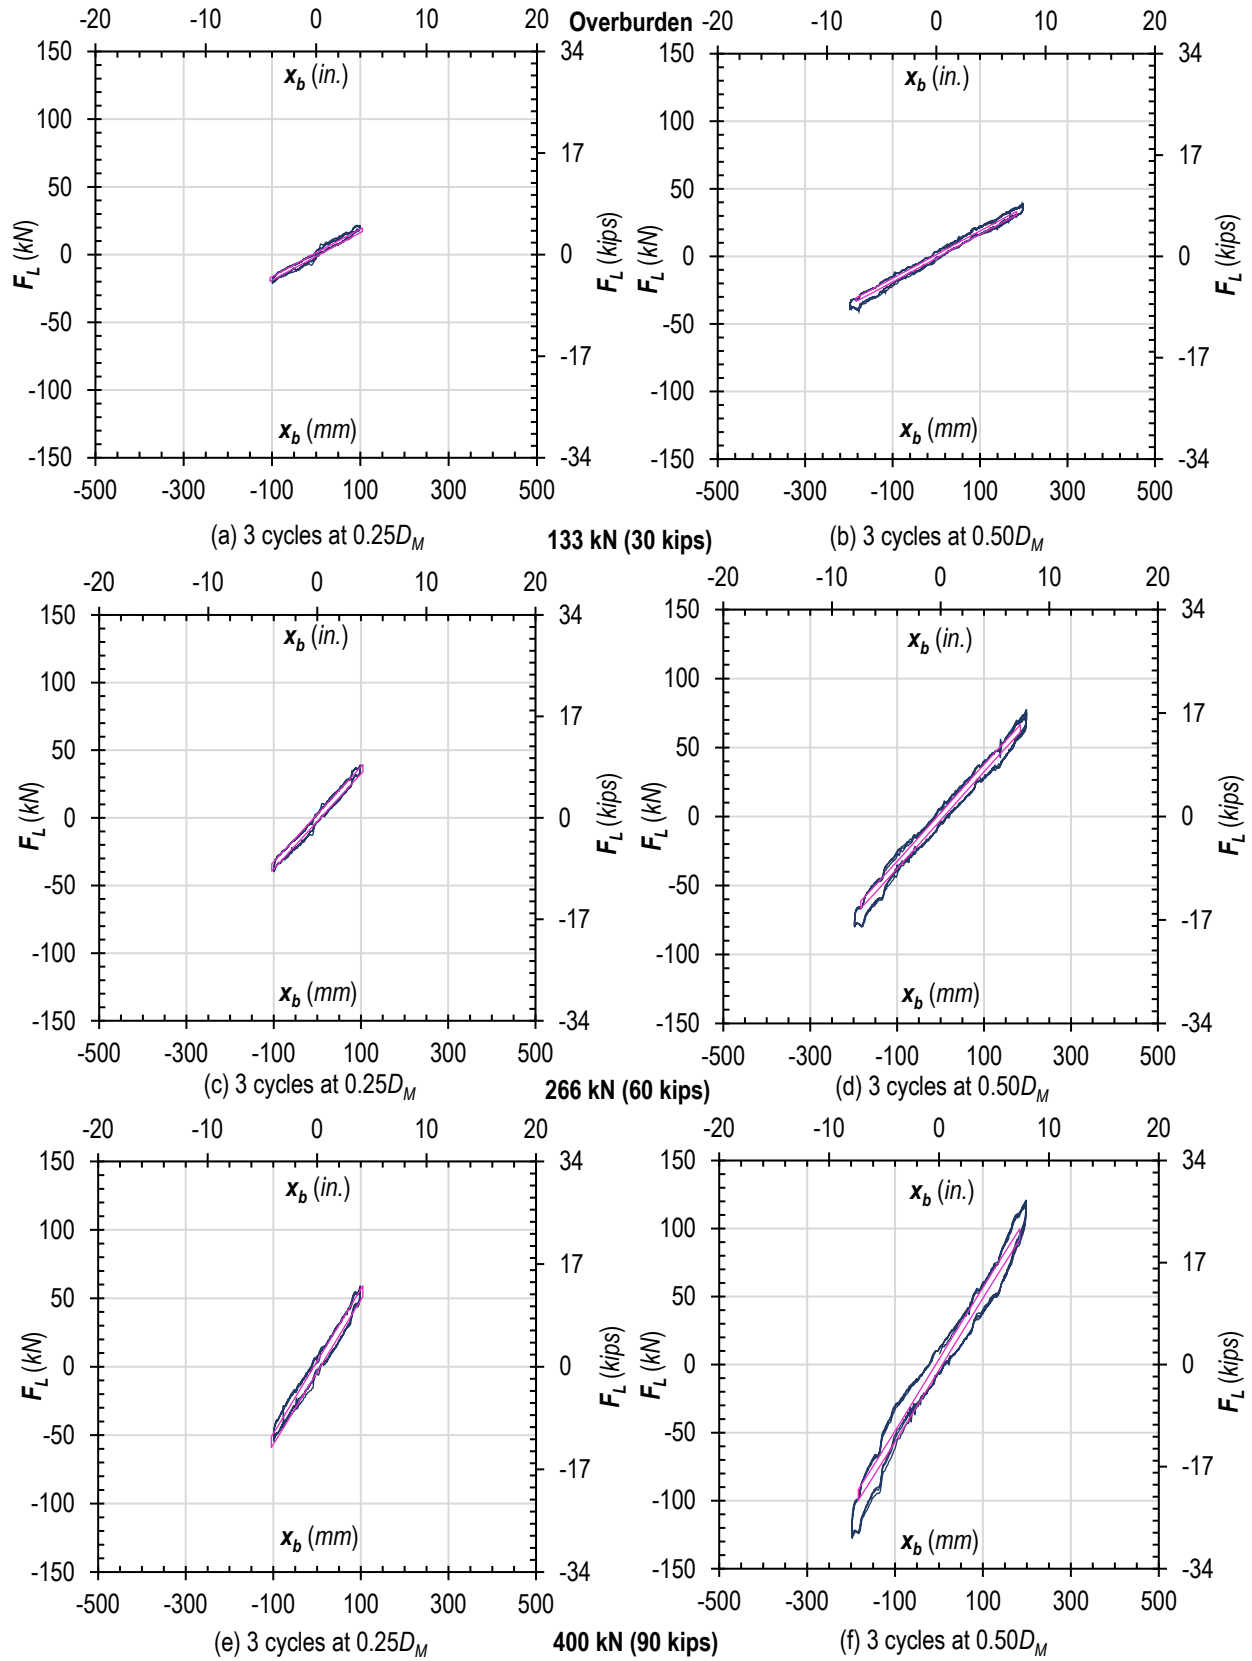 -20 -10 0 10 20 Overburden -20 -10 0 10 20
150 34 150 34
x_b (in.) x_b (in.)
100 100
17 17
50 50
F_L (kN) 0 0 F_L (kips) F_L (kN) 0 0 F_L (kips)
-50 -50
-17 -17
-100 -100
x_b (mm) x_b (mm)
-150 -34 -150 -34
-500 -300 -100 100 300 500 -500 -300 -100 100 300 500
(a) 3 cycles at 0.25D_M 133 kN (30 kips) (b) 3 cycles at 0.50D_M
-20 -10 0 10 20 -20 -10 0 10 20
150 34 150 34
x_b (in.) x_b (in.)
100 100
17 17
50 50
F_L (kN) 0 0 F_L (kips) F_L (kN) 0 0 F_L (kips)
-50 -50
-17 -17
-100 -100
x_b (mm) x_b (mm)
-150 -34 -150 -34
-500 -300 -100 100 300 500 -500 -300 -100 100 300 500
(c) 3 cycles at 0.25D_M 266 kN (60 kips) (d) 3 cycles at 0.50D_M
-20 -10 0 10 20 -20 -10 0 10 20
150 34 150 34
x_b (in.) x_b (in.)
100 100
17 17
50 50
F_L (kN) 0 0 F_L (kips) F_L (kN) 0 0 F_L (kips)
-50 -50
-17 -17
-100 -100
x_b (mm) x_b (mm)
-150 -34 -150 -34
-500 -300 -100 100 300 500 -500 -300 -100 100 300 500
(e) 3 cycles at 0.25D_M 400 kN (90 kips) (f) 3 cycles at 0.50D_M